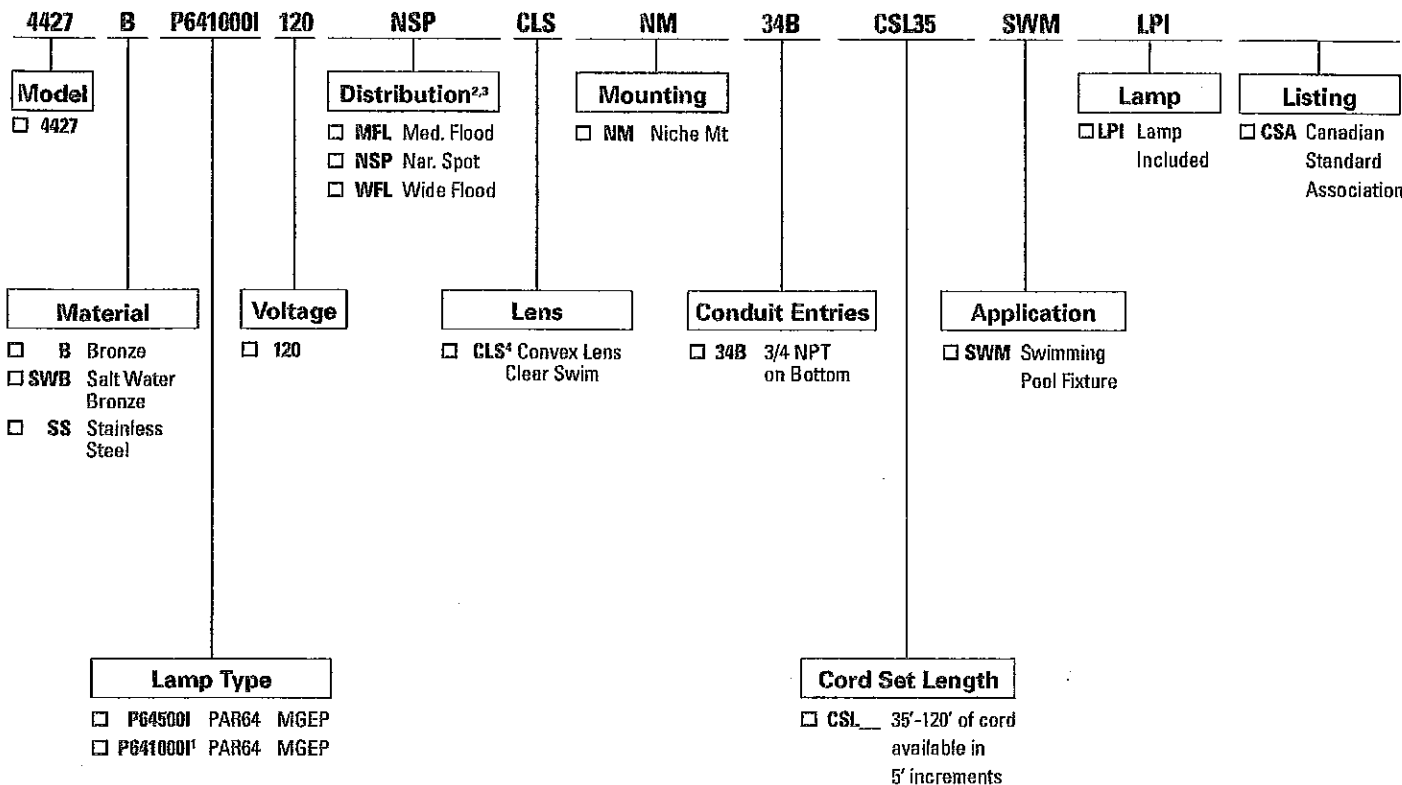 4427 B P641000I 120 NSP CLS NM 34B CSL35 SWM LPI
Model
☐ 4427
Distribution²,³
☐ MFL Med. Flood
☐ NSP Nar. Spot
☐ WFL Wide Flood
Mounting
☐ NM Niche Mt
Lamp
☐ LPI Lamp
Included
Listing
☐ CSA Canadian
Standard
Association
Material
☐ B Bronze
☐ SWB Salt Water
Bronze
☐ SS Stainless
Steel
Voltage
☐ 120
Lens
☐ CLS⁴ Convex Lens
Clear Swim
Conduit Entries
☐ 34B 3/4 NPT
on Bottom
Application
☐ SWM Swimming
Pool Fixture
Lamp Type
☐ P64500I PAR64 MGEP
☐ P641000I¹ PAR64 MGEP
Cord Set Length
☐ CSL__ 35'-120' of cord
available in
5' increments